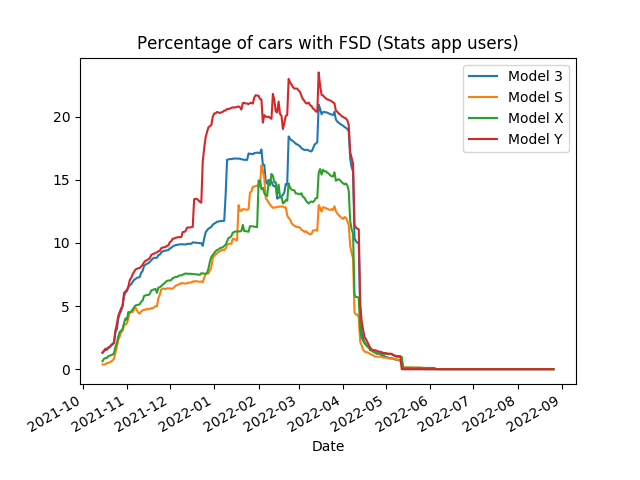 Percentage of cars with FSD (Stats app users)
Model 3
Model S
Model X
Model Y
20
15
10
5
0
2021-10
2021-11
2021-12
2022-01
2022-02
2022-03
2022-04
2022-05
2022-06
2022-07
2022-08
2022-09
Date